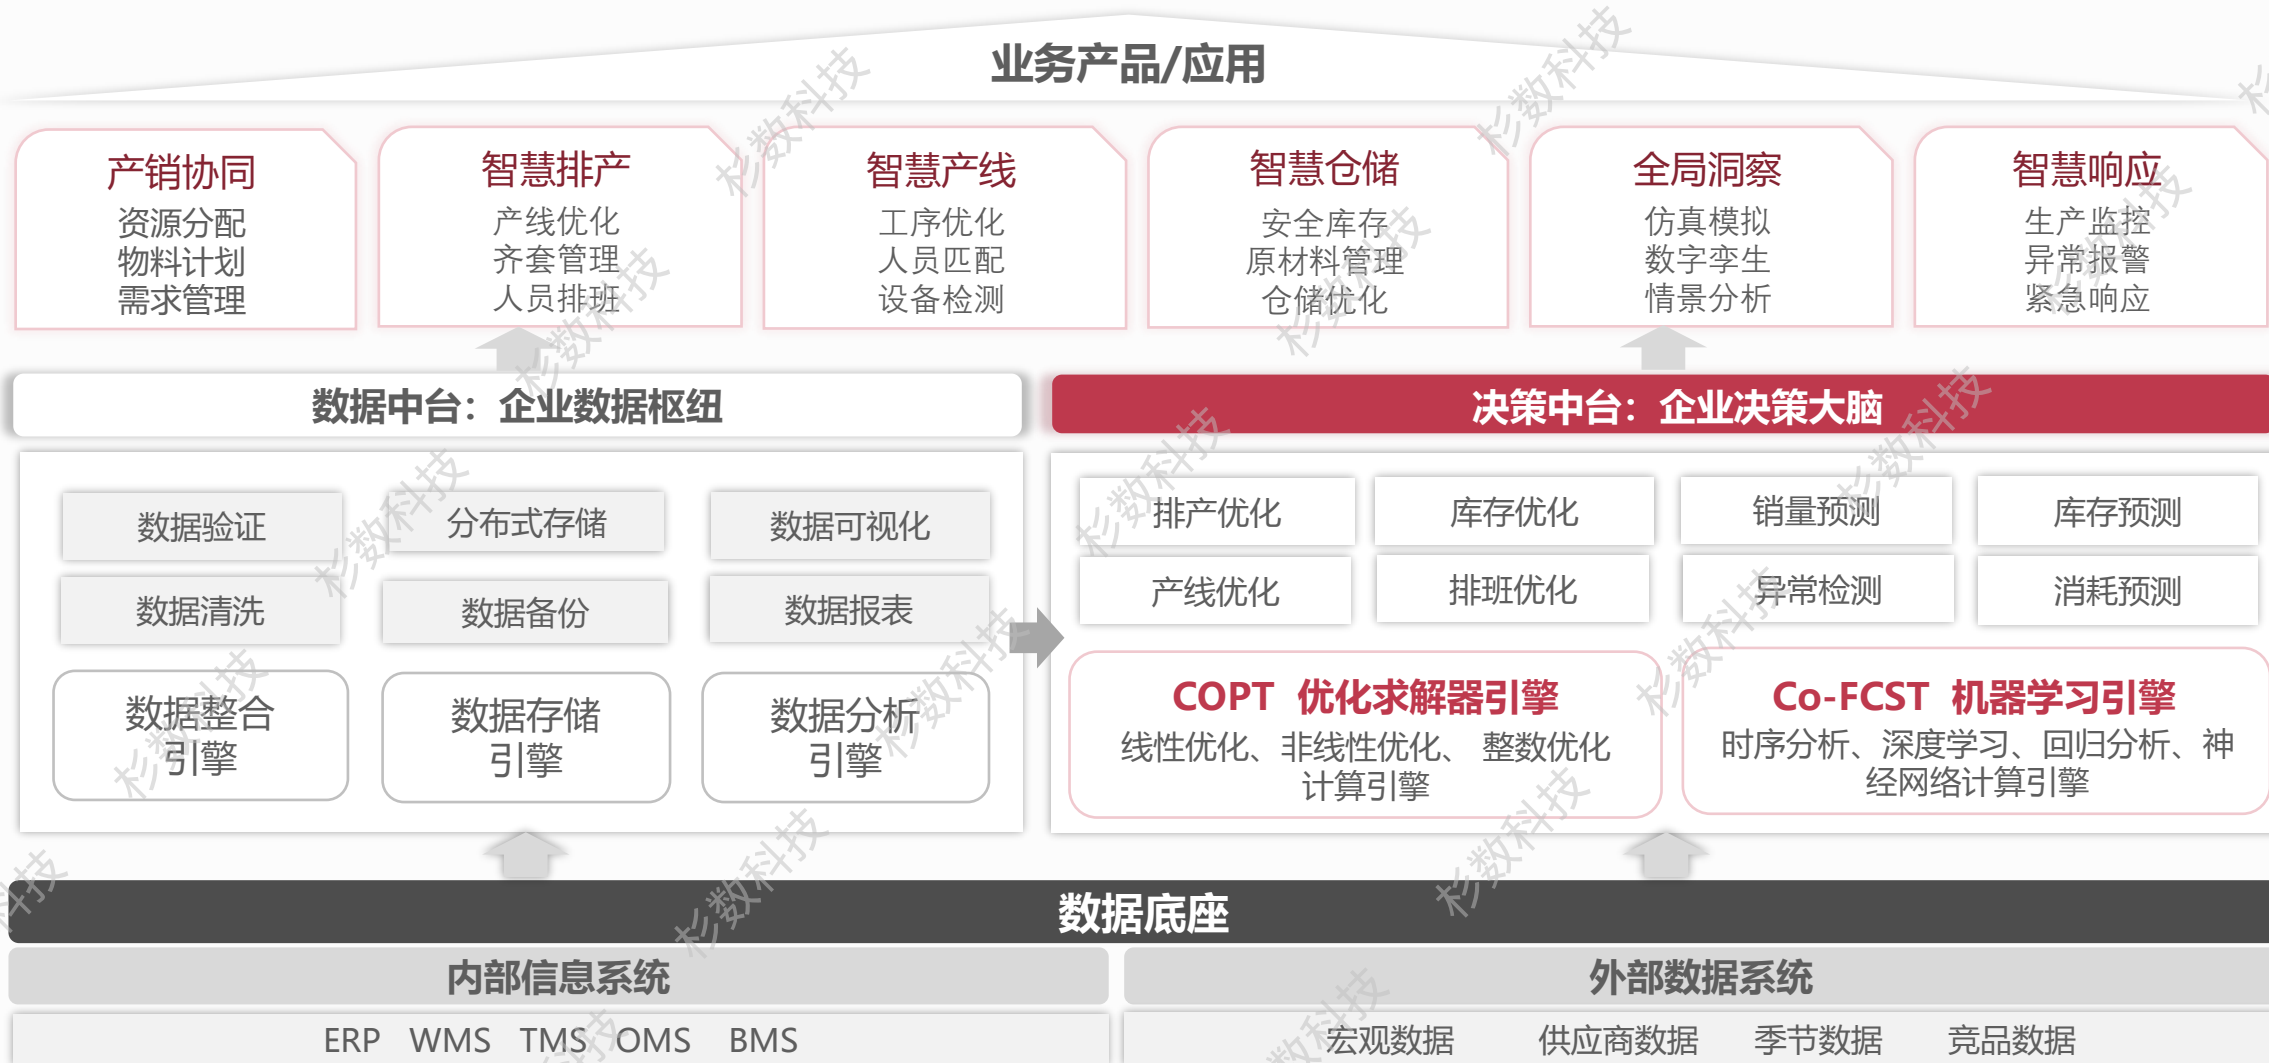 业务产品/应用
产销协同
资源分配
物料计划
需求管理
智慧排产
产线优化
齐套管理
人员排班
智慧产线
工序优化
人员匹配
设备检测
智慧仓储
安全库存
原材料管理
仓储优化
全局洞察
仿真模拟
数字孪生
情景分析
智慧响应
生产监控
异常报警
紧急响应
数据中台：企业数据枢纽
数据验证 分布式存储 数据可视化
数据清洗 数据备份 数据报表
数据整合
引擎
数据存储
引擎
数据分析
引擎
决策中台：企业决策大脑
排产优化 库存优化 销量预测 库存预测
产线优化 排班优化 异常检测 消耗预测
COPT 优化求解器引擎
线性优化、非线性优化、 整数优化
计算引擎
Co-FCST 机器学习引擎
时序分析、深度学习、回归分析、神
经网络计算引擎
数据底座
内部信息系统
ERP WMS TMS OMS BMS
外部数据系统
宏观数据 供应商数据 季节数据 竞品数据
杉数科技